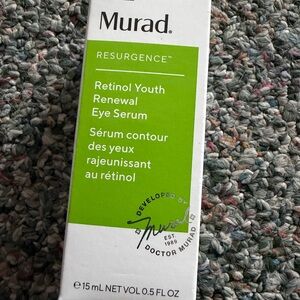 Murad.
RESURGENCE™
Retinol Youth
Renewal
Eye Serum
Sérum contour
des yeux
rajeunissant
au rétinol
DEVELOPED BY
Murad
EST.
1989
DOCTOR MURAD
℮ 15 mL NET VOL 0.5 FL OZ